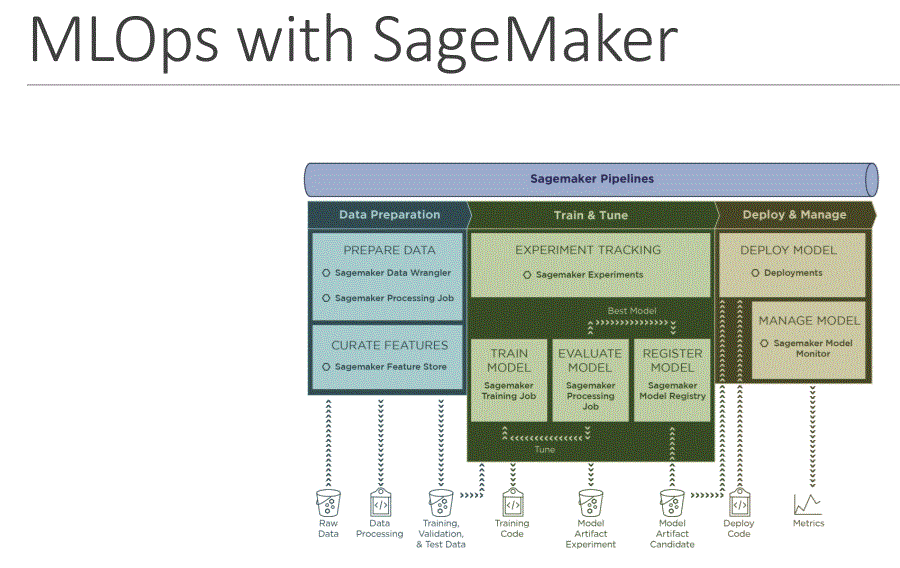 MLOps with SageMaker
Sagemaker Pipelines
Data Preparation
Train & Tune
Deploy & Manage
PREPARE DATA
Sagemaker Data Wrangler
Sagemaker Processing Job
CURATE FEATURES
Sagemaker Feature Store
EXPERIMENT TRACKING
Sagemaker Experiments
Best Model
TRAIN
MODEL
Sagemaker
Training Job
EVALUATE
MODEL
Sagemaker
Processing
Job
REGISTER
MODEL
Sagemaker
Model Registry
Tune
DEPLOY MODEL
Deployments
MANAGE MODEL
Sagemaker Model
Monitor
</>
</>
</>
Raw
Data
Data
Processing
Training,
Validation,
& Test Data
Training
Code
Model
Artifact
Experiment
Model
Artifact
Candidate
Deploy
Code
Metrics